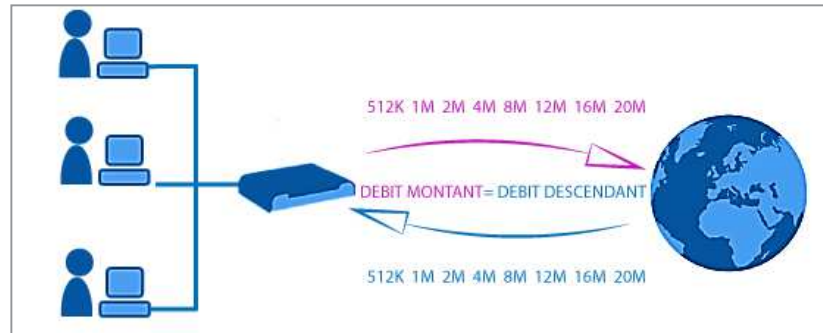 512K 1M 2M 4M 8M 12M 16M 20M
DEBIT MONTANT= DEBIT DESCENDANT
512K 1M 2M 4M 8M 12M 16M 20M